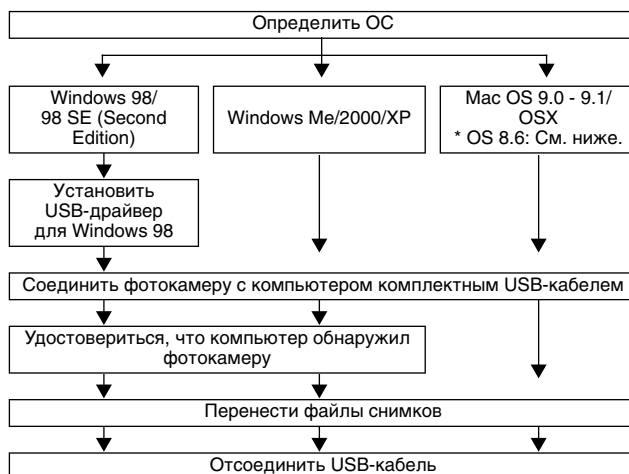 Определить ОС
Windows 98/
98 SE (Second
Edition)
Windows Me/2000/XP
Mac OS 9.0 - 9.1/
OSX
* OS 8.6: См. ниже.
Установить
USB-драйвер
для Windows 98
Соединить фотокамеру с компьютером комплектным USB-кабелем
Удостовериться, что компьютер обнаружил
фотокамеру
Перенести файлы снимков
Отсоединить USB-кабель